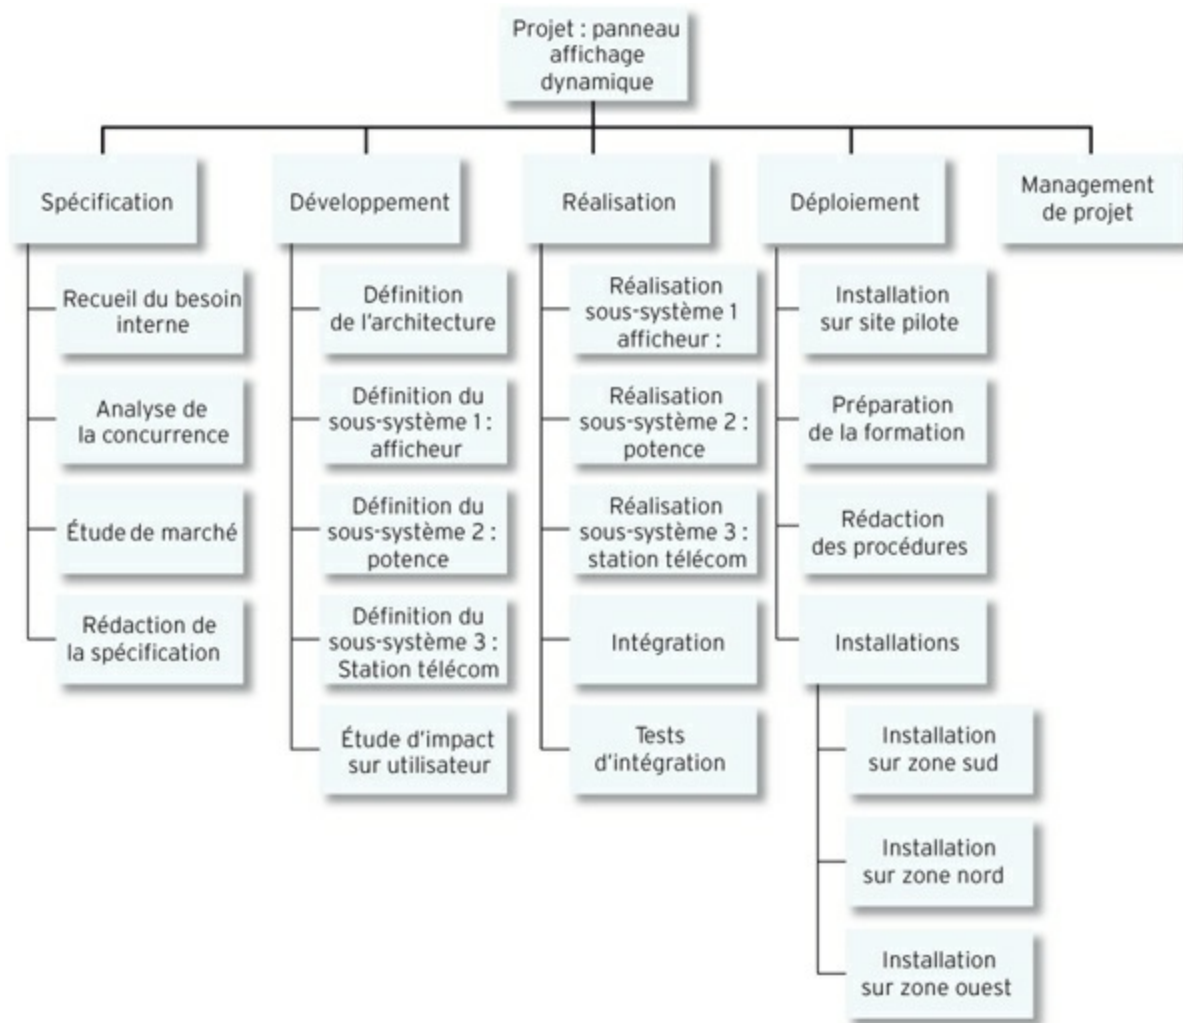 Projet : panneau
affichage
dynamique
Spécification
Développement
Réalisation
Déploiement
Management
de projet
Recueil du besoin
interne
Analyse de
la concurrence
Étude de marché
Rédaction de
la spécification
Définition
de l'architecture
Définition du
sous-système 1 :
afficheur
Définition du
sous-système 2 :
potence
Définition du
sous-système 3 :
Station télécom
Étude d'impact
sur utilisateur
Réalisation
sous-système 1
afficheur :
Réalisation
sous-système 2 :
potence
Réalisation
sous-système 3 :
station télécom
Intégration
Tests
d'intégration
Installation
sur site pilote
Préparation
de la formation
Rédaction
des procédures
Installations
Installation
sur zone sud
Installation
sur zone nord
Installation
sur zone ouest